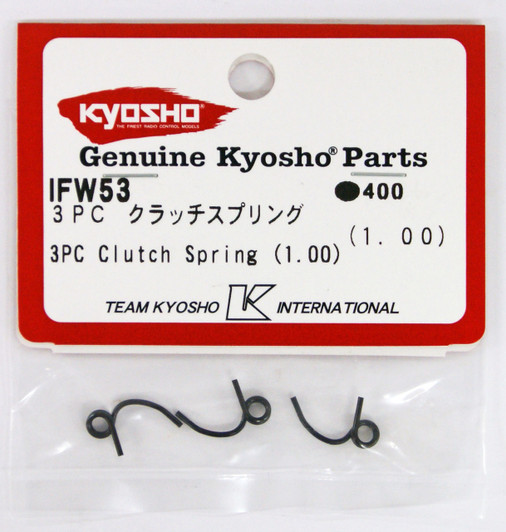 KYOSHO
THE FINEST RADIO CONTROL MODELS
Genuine Kyosho® Parts
IFW53 ●400
3PC クラッチスプリング
(1.00)
3PC Clutch Spring (1.00)
TEAM KYOSHO K INTERNATIONAL